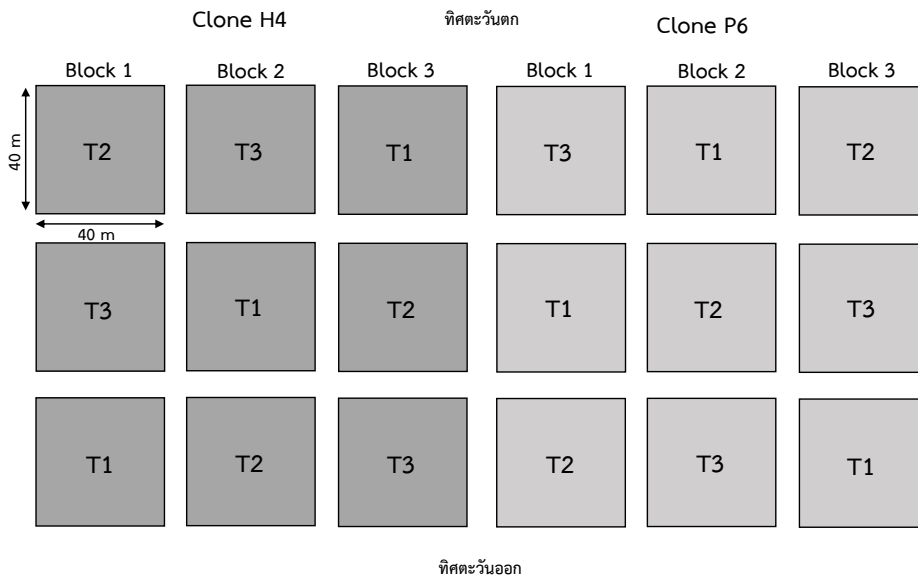 Clone H4
ทิศตะวันตก
Clone P6
Block 1 Block 2 Block 3 Block 1 Block 2 Block 3
40 m
T2 T3 T1 T3 T1 T2
40 m
T3 T1 T2 T1 T2 T3
T1 T2 T3 T2 T3 T1
ทิศตะวันออก